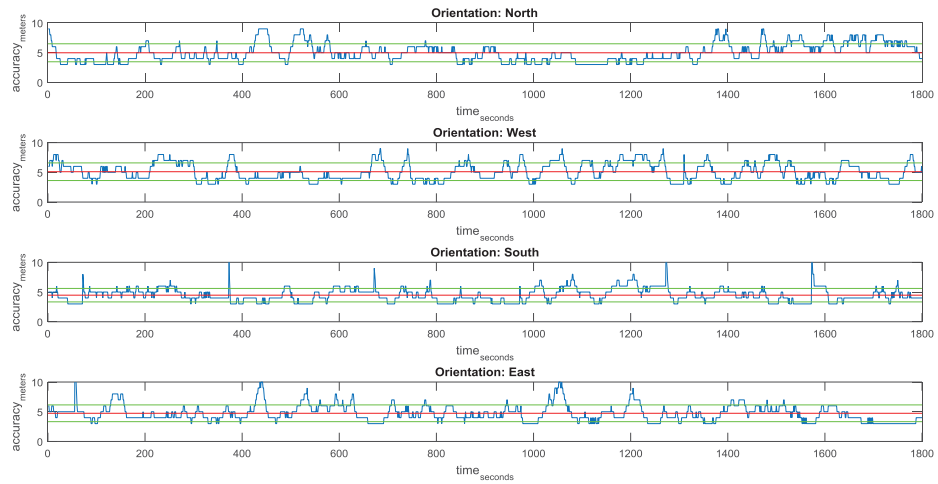 Orientation: North
accuracy meters
10
5
0
0 200 400 600 800 1000 1200 1400 1600 1800
time seconds
Orientation: West
accuracy meters
10
5
0
0 200 400 600 800 1000 1200 1400 1600 1800
time seconds
Orientation: South
accuracy meters
10
5
0
0 200 400 600 800 1000 1200 1400 1600 1800
time seconds
Orientation: East
accuracy meters
10
5
0
0 200 400 600 800 1000 1200 1400 1600 1800
time seconds